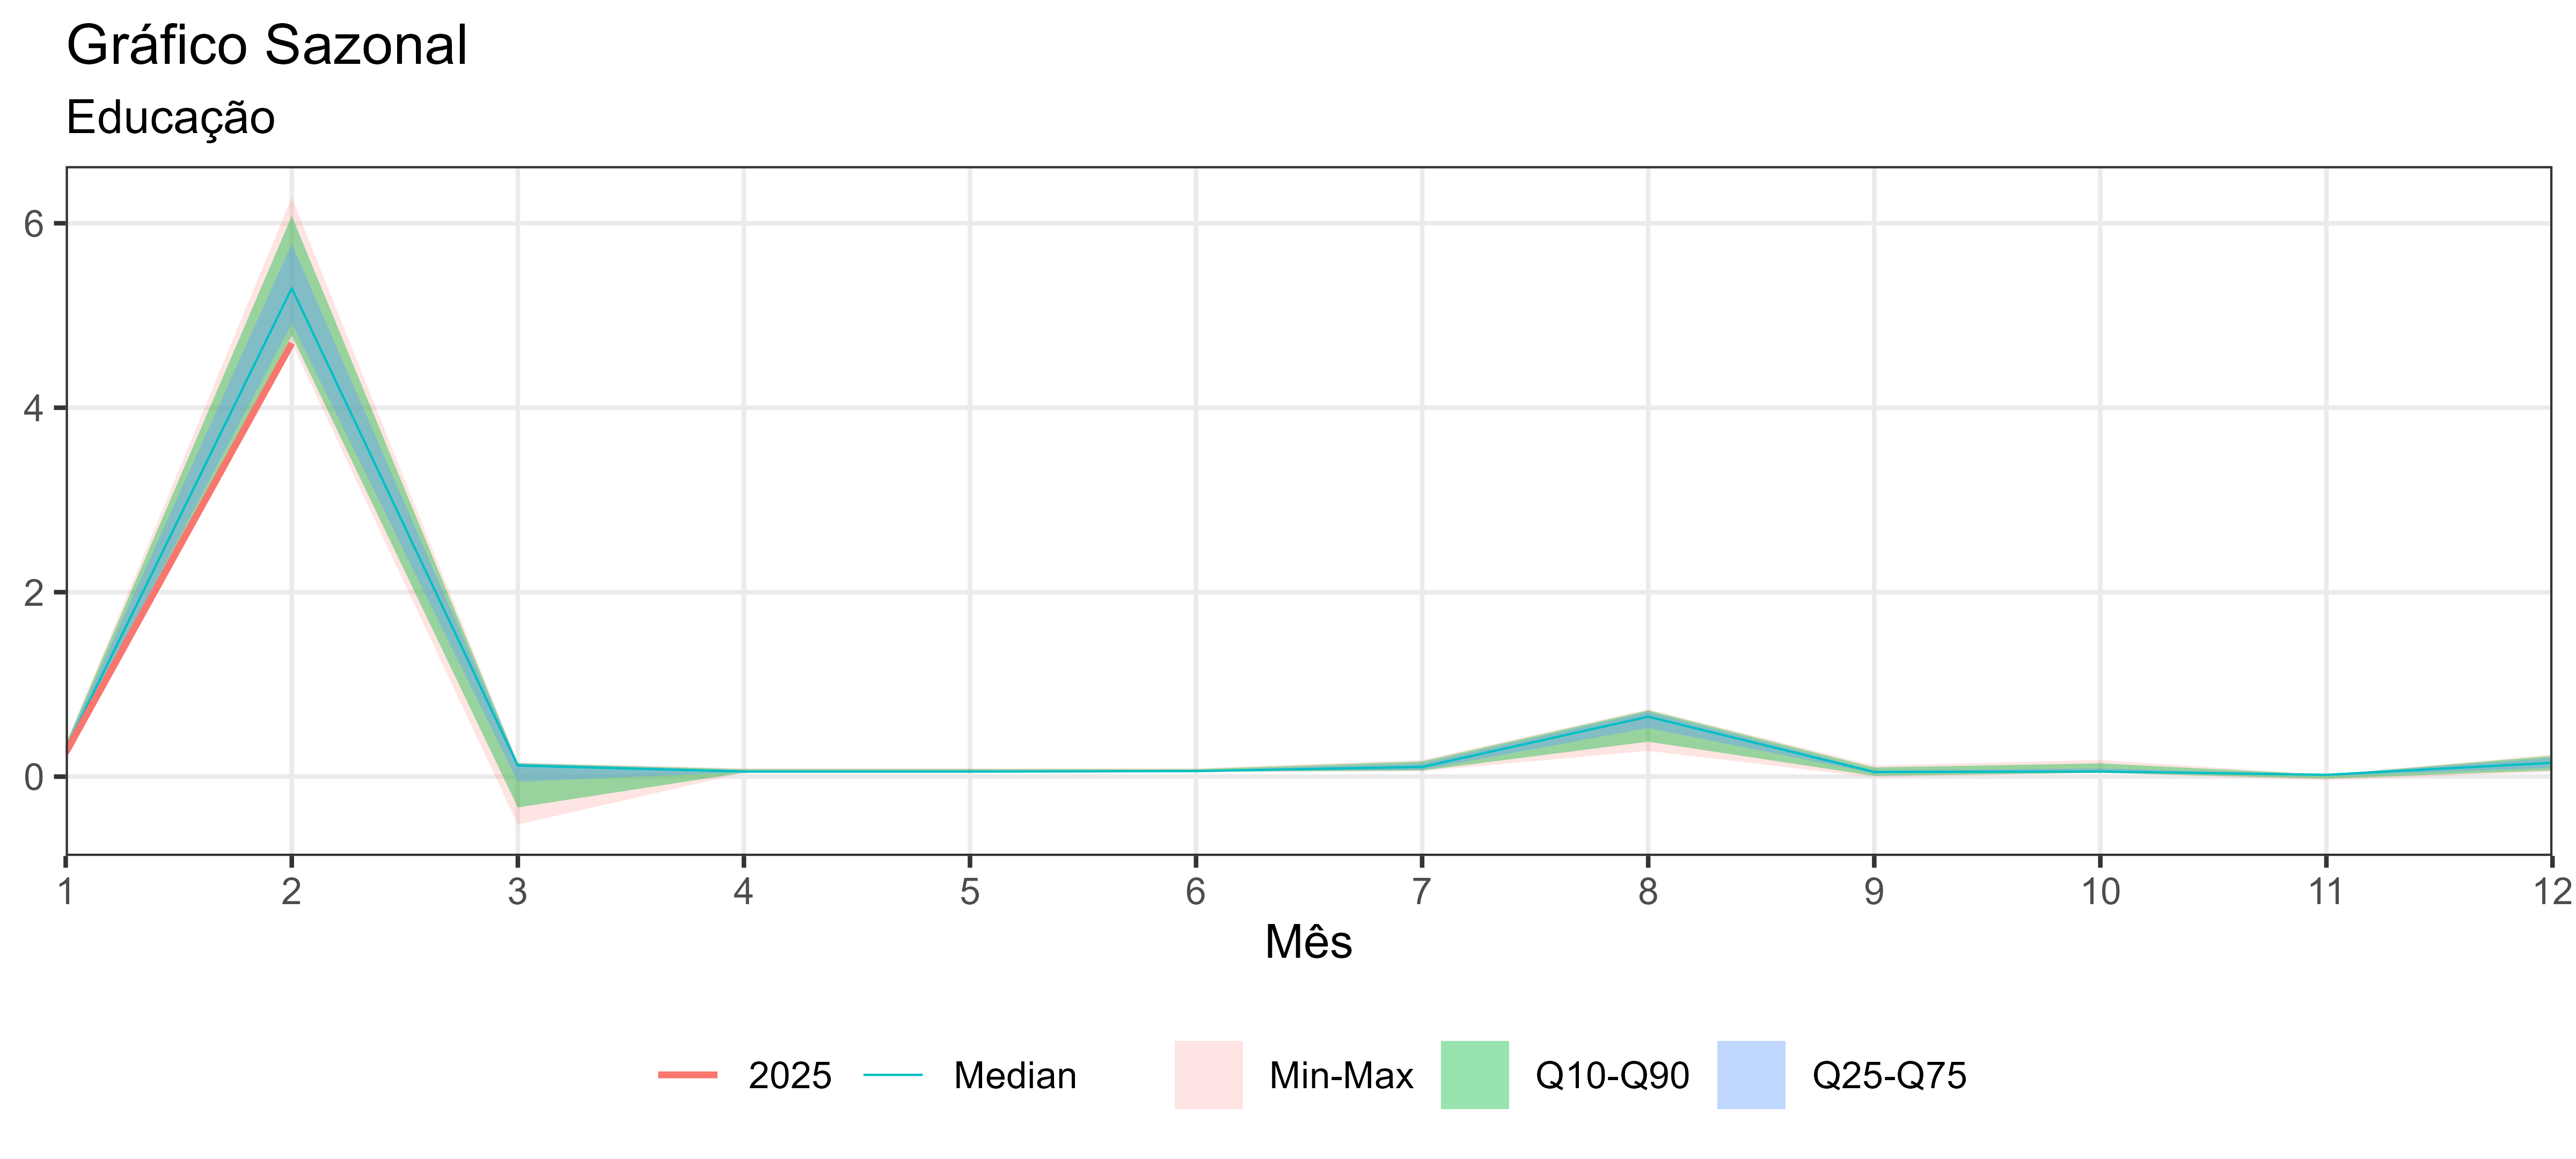 Gráfico Sazonal
Educação
6
4
2
0
1 2 3 4 5 6 7 8 9 10 11 12
Mês
2025 Median Min-Max Q10-Q90 Q25-Q75